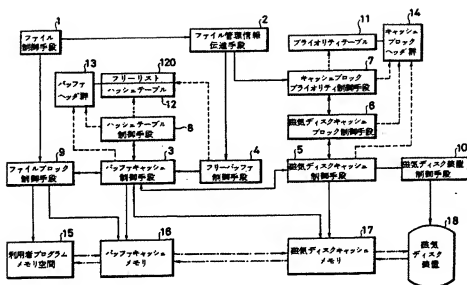 1
ファイル
制御手段
2
ファイル管理情報
伝達手段
11
プライオリティテーブル
14
キャッシュ
ブロック
ヘッダ群
13
バッファ
ヘッダ群
120
フリーリスト
ハッシュテーブル
12
7
キャッシュブロック
プライオリティ制御手段
ハッシュテーブル
制御手段
8
6
磁気ディスクキャッシュ
ブロック制御手段
9
ファイルブロック
制御手段
3
バッファキャッシュ
制御手段
4
フリーバッファ
制御手段
5
磁気ディスクキャッシュ
制御手段
10
磁気ディスク装置
制御手段
15
利用者プログラム
メモリ空間
16
バッファキャッシュ
メモリ
17
磁気ディスクキャッシュ
メモリ
18
磁気
ディスク
装置